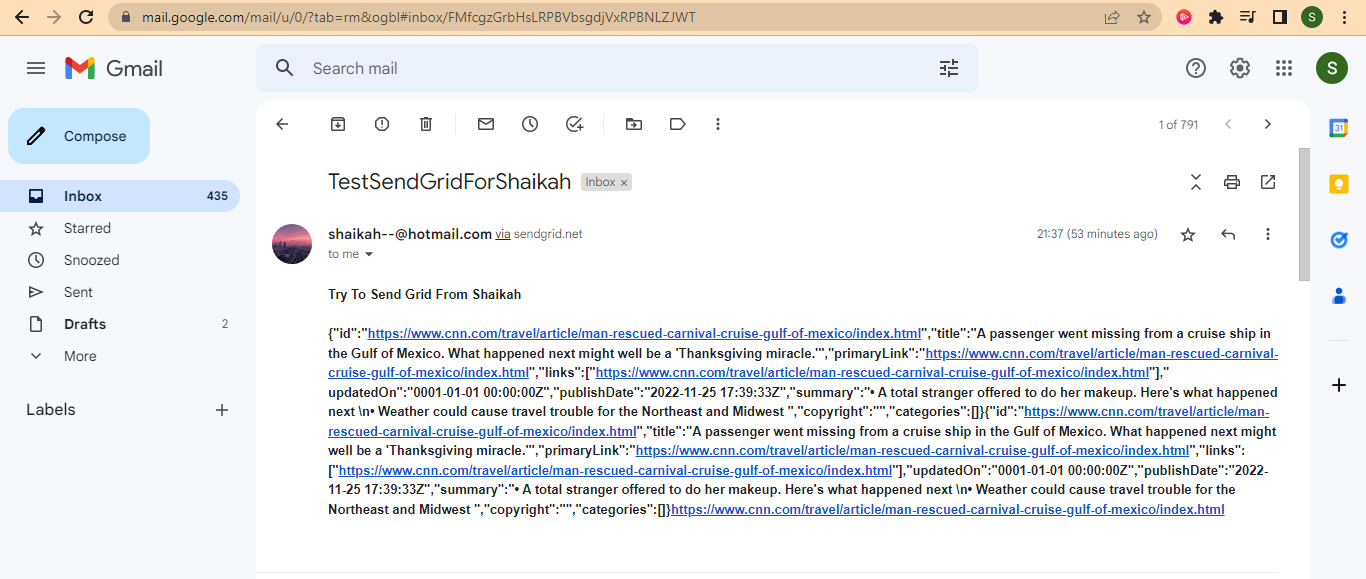 mail.google.com/mail/u/0/?tab=rm&ogbl#inbox/FMfcgzGrbHsLRPBVbsgdjVxRPBNLZJWT
S
Gmail
Search mail
S
Compose
1 of 791
Inbox 435
Starred
Snoozed
Sent
Drafts 2
More
Labels
31
TestSendGridForShaikah Inbox ×
shaikah--@hotmail.com via sendgrid.net 21:37 (53 minutes ago)
to me
Try To Send Grid From Shaikah
{"id":"https://www.cnn.com/travel/article/man-rescued-carnival-cruise-gulf-of-mexico/index.html","title":"A passenger went missing from a cruise ship in
the Gulf of Mexico. What happened next might well be a 'Thanksgiving miracle.'","primaryLink":"https://www.cnn.com/travel/article/man-rescued-carnival-
cruise-gulf-of-mexico/index.html","links":["https://www.cnn.com/travel/article/man-rescued-carnival-cruise-gulf-of-mexico/index.html"],"
updatedOn":"0001-01-01 00:00:00Z","publishDate":"2022-11-25 17:39:33Z","summary":"• A total stranger offered to do her makeup. Here's what happened
next \n• Weather could cause travel trouble for the Northeast and Midwest ","copyright":"","categories":[]}{"id":"https://www.cnn.com/travel/article/man-
rescued-carnival-cruise-gulf-of-mexico/index.html","title":"A passenger went missing from a cruise ship in the Gulf of Mexico. What happened next might
well be a 'Thanksgiving miracle.'","primaryLink":"https://www.cnn.com/travel/article/man-rescued-carnival-cruise-gulf-of-mexico/index.html","links":
["https://www.cnn.com/travel/article/man-rescued-carnival-cruise-gulf-of-mexico/index.html"],"updatedOn":"0001-01-01 00:00:00Z","publishDate":"2022-
11-25 17:39:33Z","summary":"• A total stranger offered to do her makeup. Here's what happened next \n• Weather could cause travel trouble for the
Northeast and Midwest ","copyright":"","categories":[]}https://www.cnn.com/travel/article/man-rescued-carnival-cruise-gulf-of-mexico/index.html